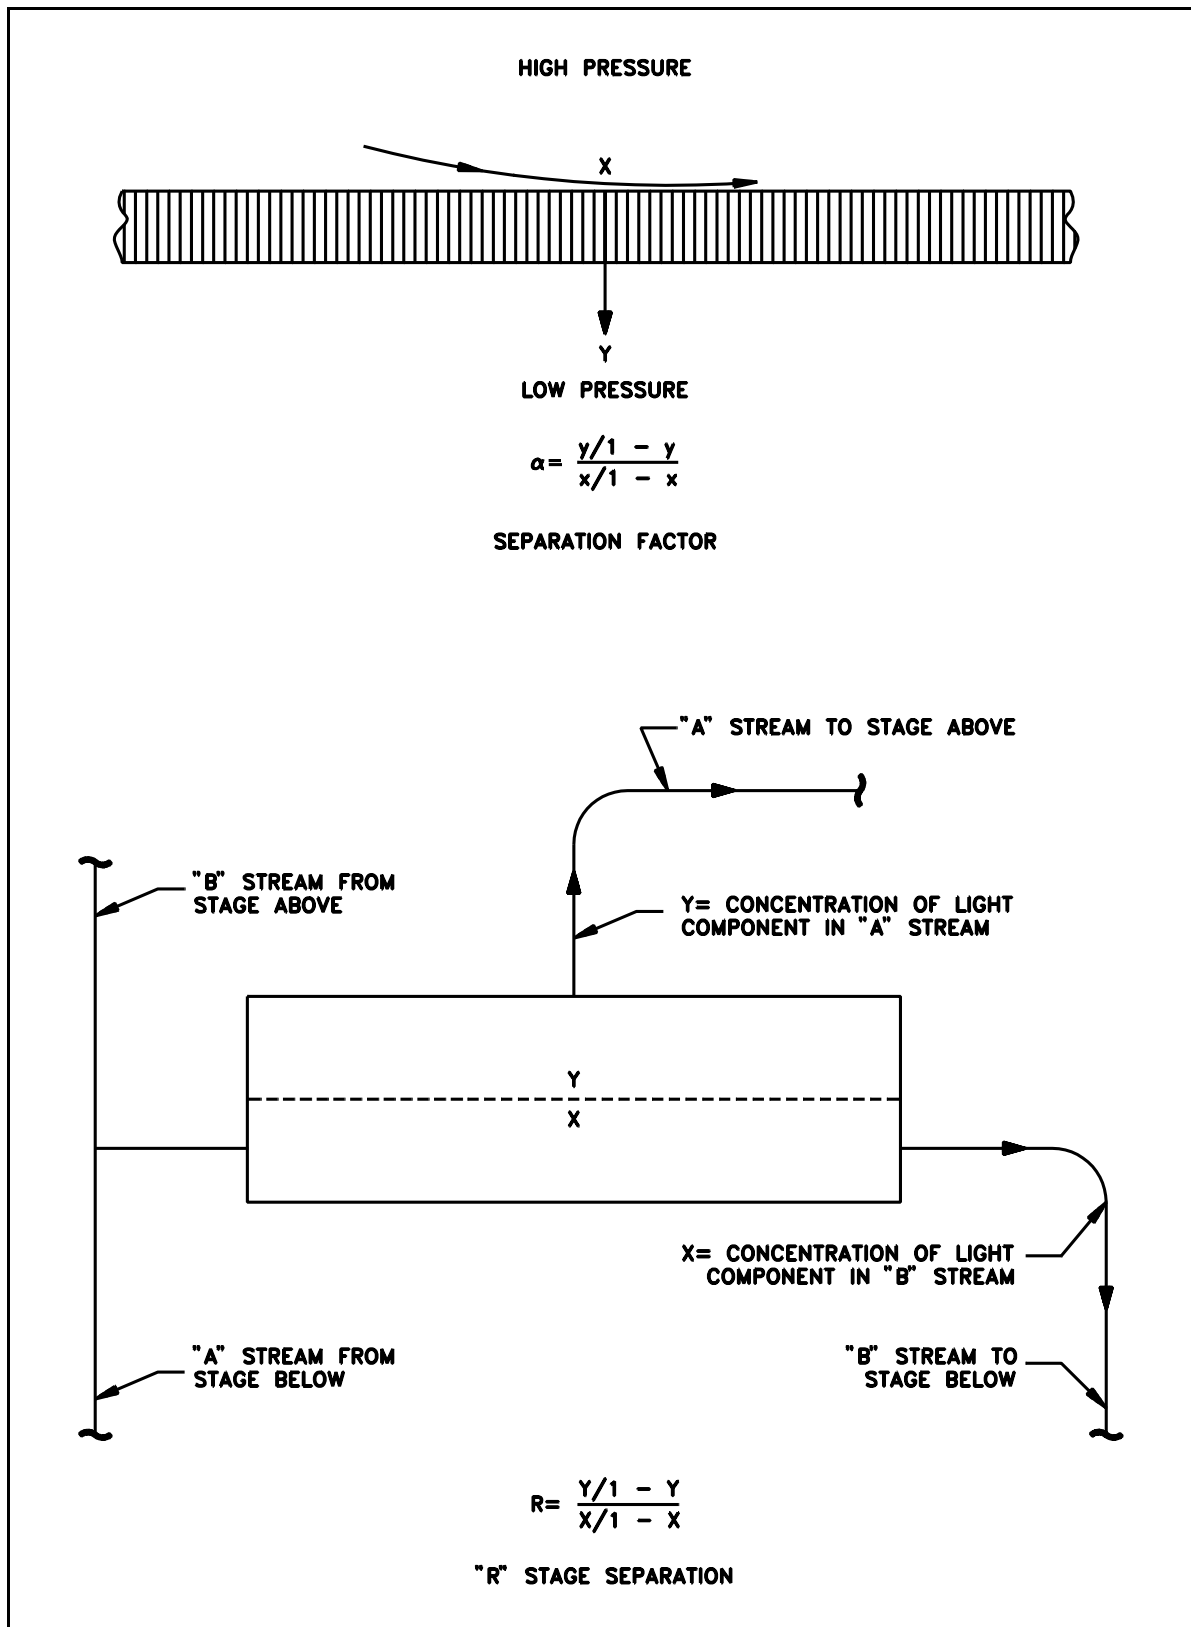 HIGH PRESSURE
X
Y
LOW PRESSURE
α= y/1 - y
x/1 - x
SEPARATION FACTOR
"A" STREAM TO STAGE ABOVE
"B" STREAM FROM
STAGE ABOVE
Y= CONCENTRATION OF LIGHT
COMPONENT IN "A" STREAM
Y
X
X= CONCENTRATION OF LIGHT
COMPONENT IN "B" STREAM
"A" STREAM FROM
STAGE BELOW
"B" STREAM TO
STAGE BELOW
R= Y/1 - Y
X/1 - X
"R" STAGE SEPARATION